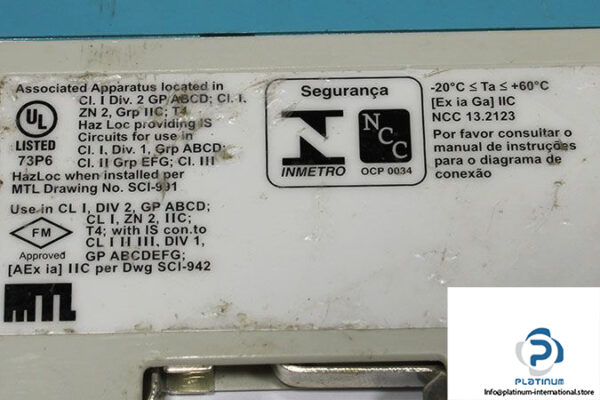 Associated Apparatus located in
Cl. I Div. 2 GP ABCD; Cl. I.
ZN 2, Grp IIC; T4
Haz Loc providing IS
Circuits for use in
Cl. I Div. 1, Grp ABCD;
Cl. II Grp EFG; Cl. III
HazLoc when installed per
MTL Drawing No. SCI-991
UL
LISTED
73P6
Use in CL I, DIV 2, GP ABCD;
CL I, ZN 2, IIC;
T4; with IS con.to
CL I II III, DIV 1,
GP ABCDEFG;
[AEx ia] IIC per Dwg SCI-942
FM
Approved
MTL
Segurança
INMETRO
NCC
OCP 0034
-20°C ≤ Ta ≤ +60°C
[Ex ia Ga] IIC
NCC 13.2123
Por favor consultar o
manual de instruções
para o diagrama de
conexão
PLATINUM
Info@platinum-international.store